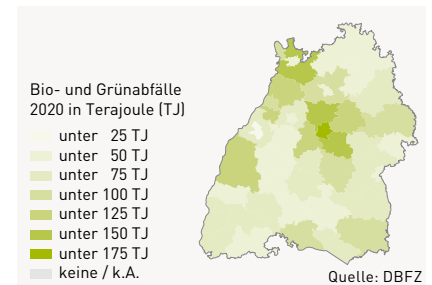 Bio- und Grünabfälle
2020 in Terajoule (TJ)
unter 25 TJ
unter 50 TJ
unter 75 TJ
unter 100 TJ
unter 125 TJ
unter 150 TJ
unter 175 TJ
keine / k.A.
Quelle: DBFZ